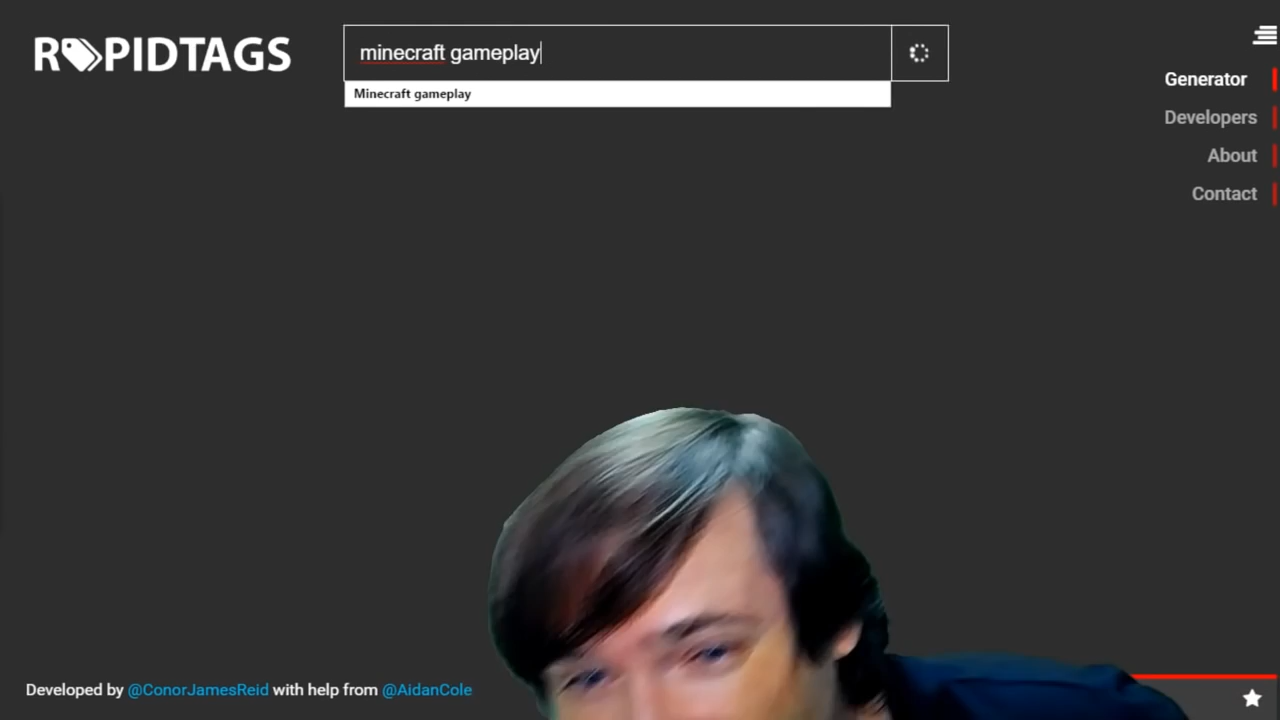 RAPIDTAGS
minecraft gameplay
Minecraft gameplay
Generator
Developers
About
Contact
Developed by @ConorJamesReid with help from @AidanCole